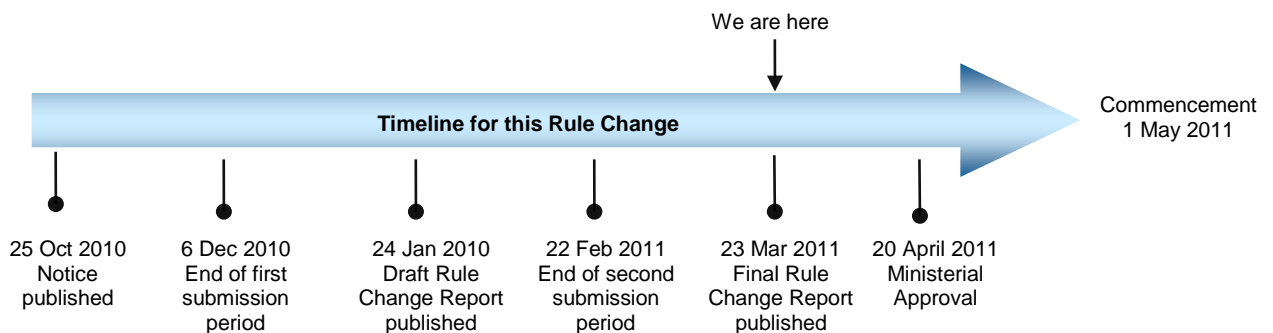 We are here
Timeline for this Rule Change
Commencement
1 May 2011
25 Oct 2010
Notice
published
6 Dec 2010
End of first
submission
period
24 Jan 2010
Draft Rule
Change Report
published
22 Feb 2011
End of second
submission
period
23 Mar 2011
Final Rule
Change Report
published
20 April 2011
Ministerial
Approval